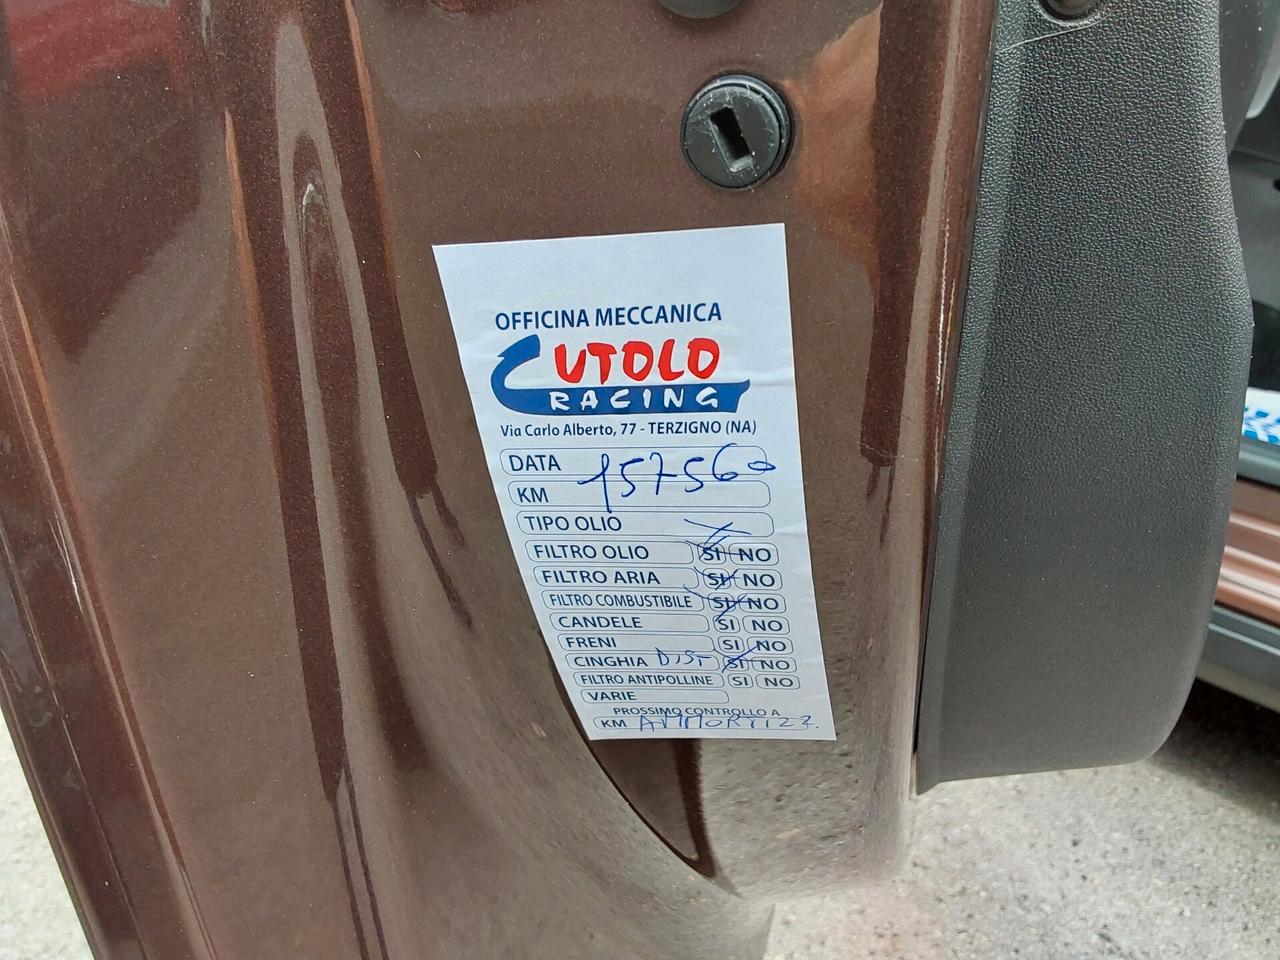 OFFICINA MECCANICA
CUTOLO
RACING
Via Carlo Alberto, 77 - TERZIGNO (NA)
DATA
KM 157560
TIPO OLIO
FILTRO OLIO SI NO
FILTRO ARIA SI NO
FILTRO COMBUSTIBILE SI NO
CANDELE SI NO
FRENI SI NO
CINGHIA DIST SI NO
FILTRO ANTIPOLLINE SI NO
VARIE
PROSSIMO CONTROLLO A
KM AMMORTIZZ.